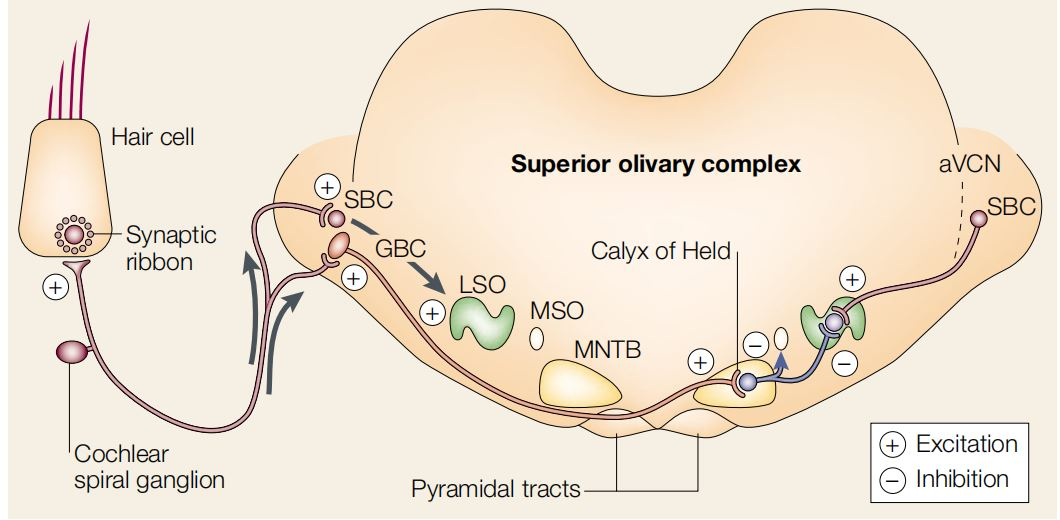 Hair cell
Synaptic
ribbon
+
Cochlear
spiral ganglion
+
SBC
GBC
+
Superior olivary complex
aVCN
SBC
Calyx of Held
LSO
+
MSO
MNTB
+
−
+
−
Pyramidal tracts
+ Excitation
− Inhibition